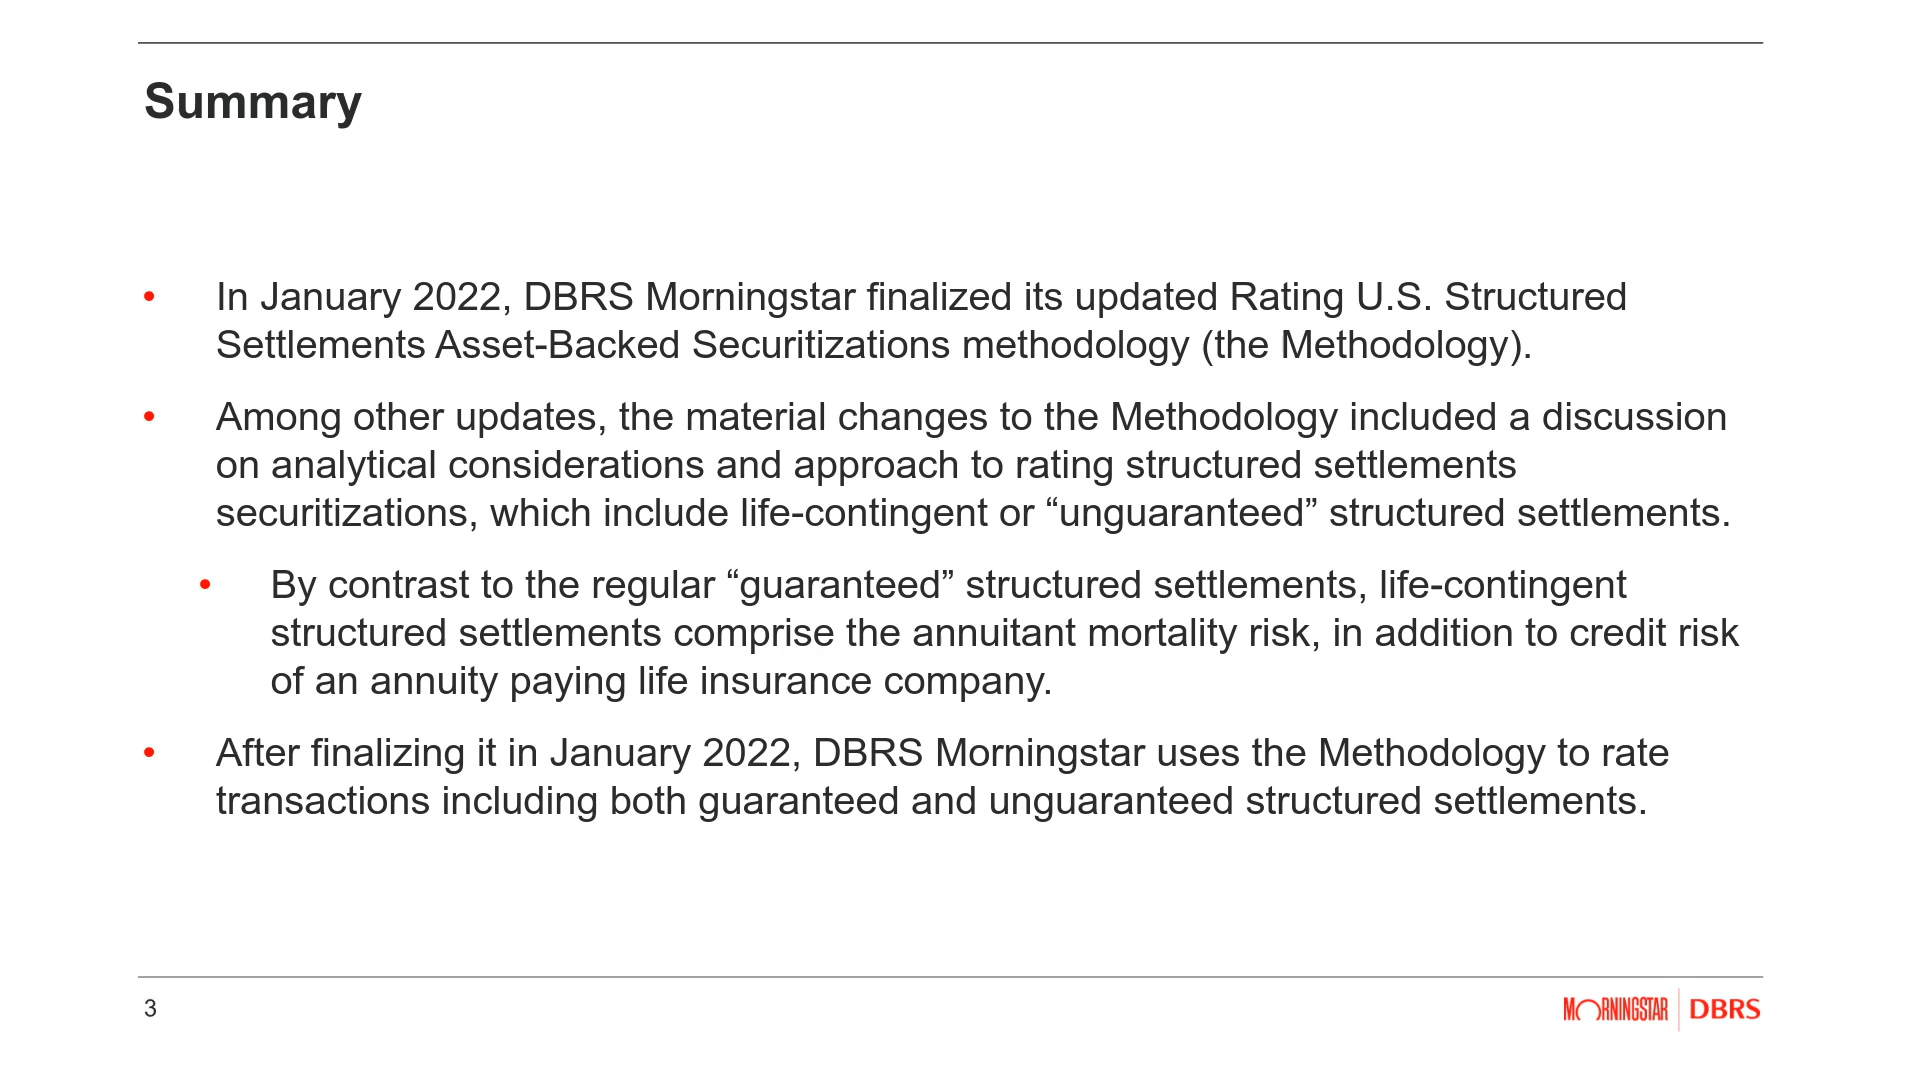 Summary
• In January 2022, DBRS Morningstar finalized its updated Rating U.S. Structured
Settlements Asset-Backed Securitizations methodology (the Methodology).
• Among other updates, the material changes to the Methodology included a discussion
on analytical considerations and approach to rating structured settlements
securitizations, which include life-contingent or “unguaranteed” structured settlements.
• By contrast to the regular “guaranteed” structured settlements, life-contingent
structured settlements comprise the annuitant mortality risk, in addition to credit risk
of an annuity paying life insurance company.
• After finalizing it in January 2022, DBRS Morningstar uses the Methodology to rate
transactions including both guaranteed and unguaranteed structured settlements.
3
MORNINGSTAR DBRS